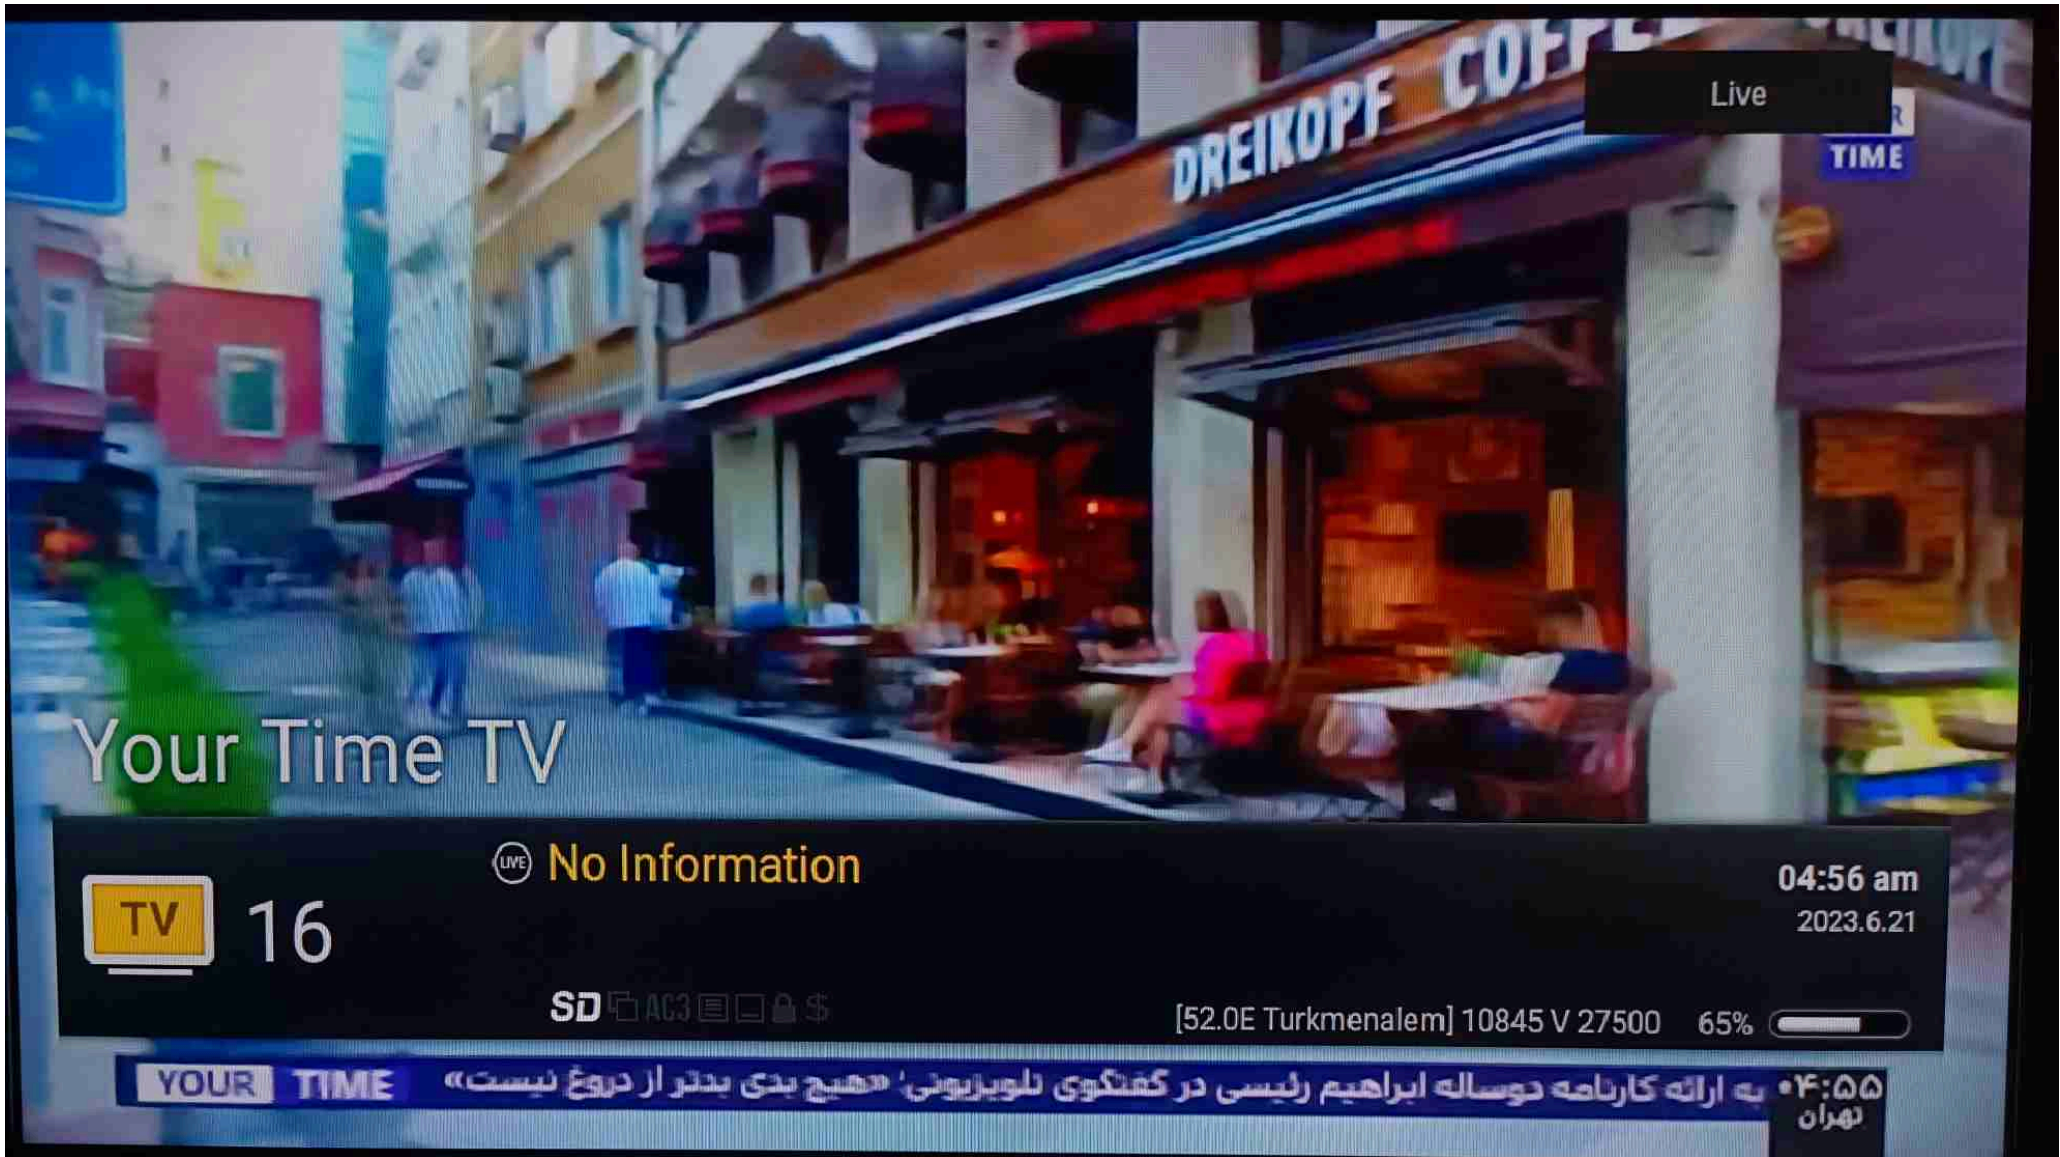 DREIKOPF COFFE
Live
TIME
Your Time TV
LIVE No Information
TV 16
04:56 am
2023.6.21
SD AC3 $
[52.0E Turkmenalem] 10845 V 27500 65%
YOUR TIME
به ارائه کارنامه دوساله ابراهیم رئیسی در گفتگوی تلویزیونی؛ «هیچ بدی بدتر از دروغ نیست»
۰۴:۵۵
تهران